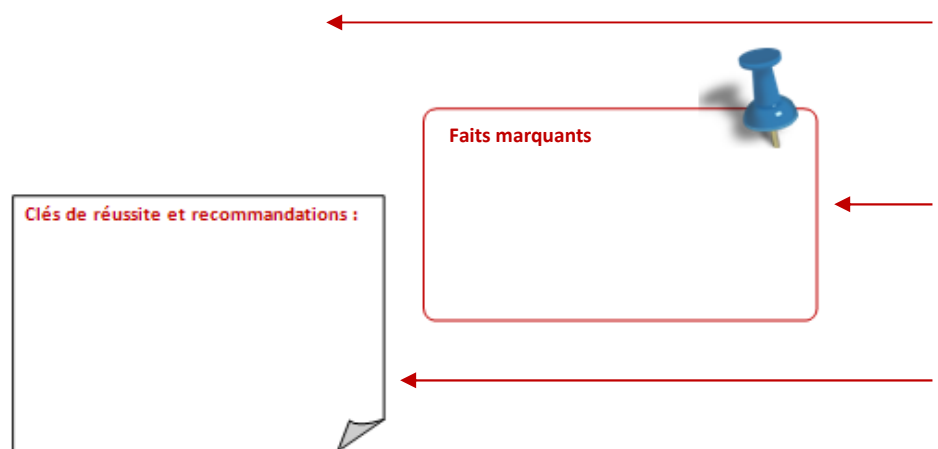 Faits marquants
Clés de réussite et recommandations :